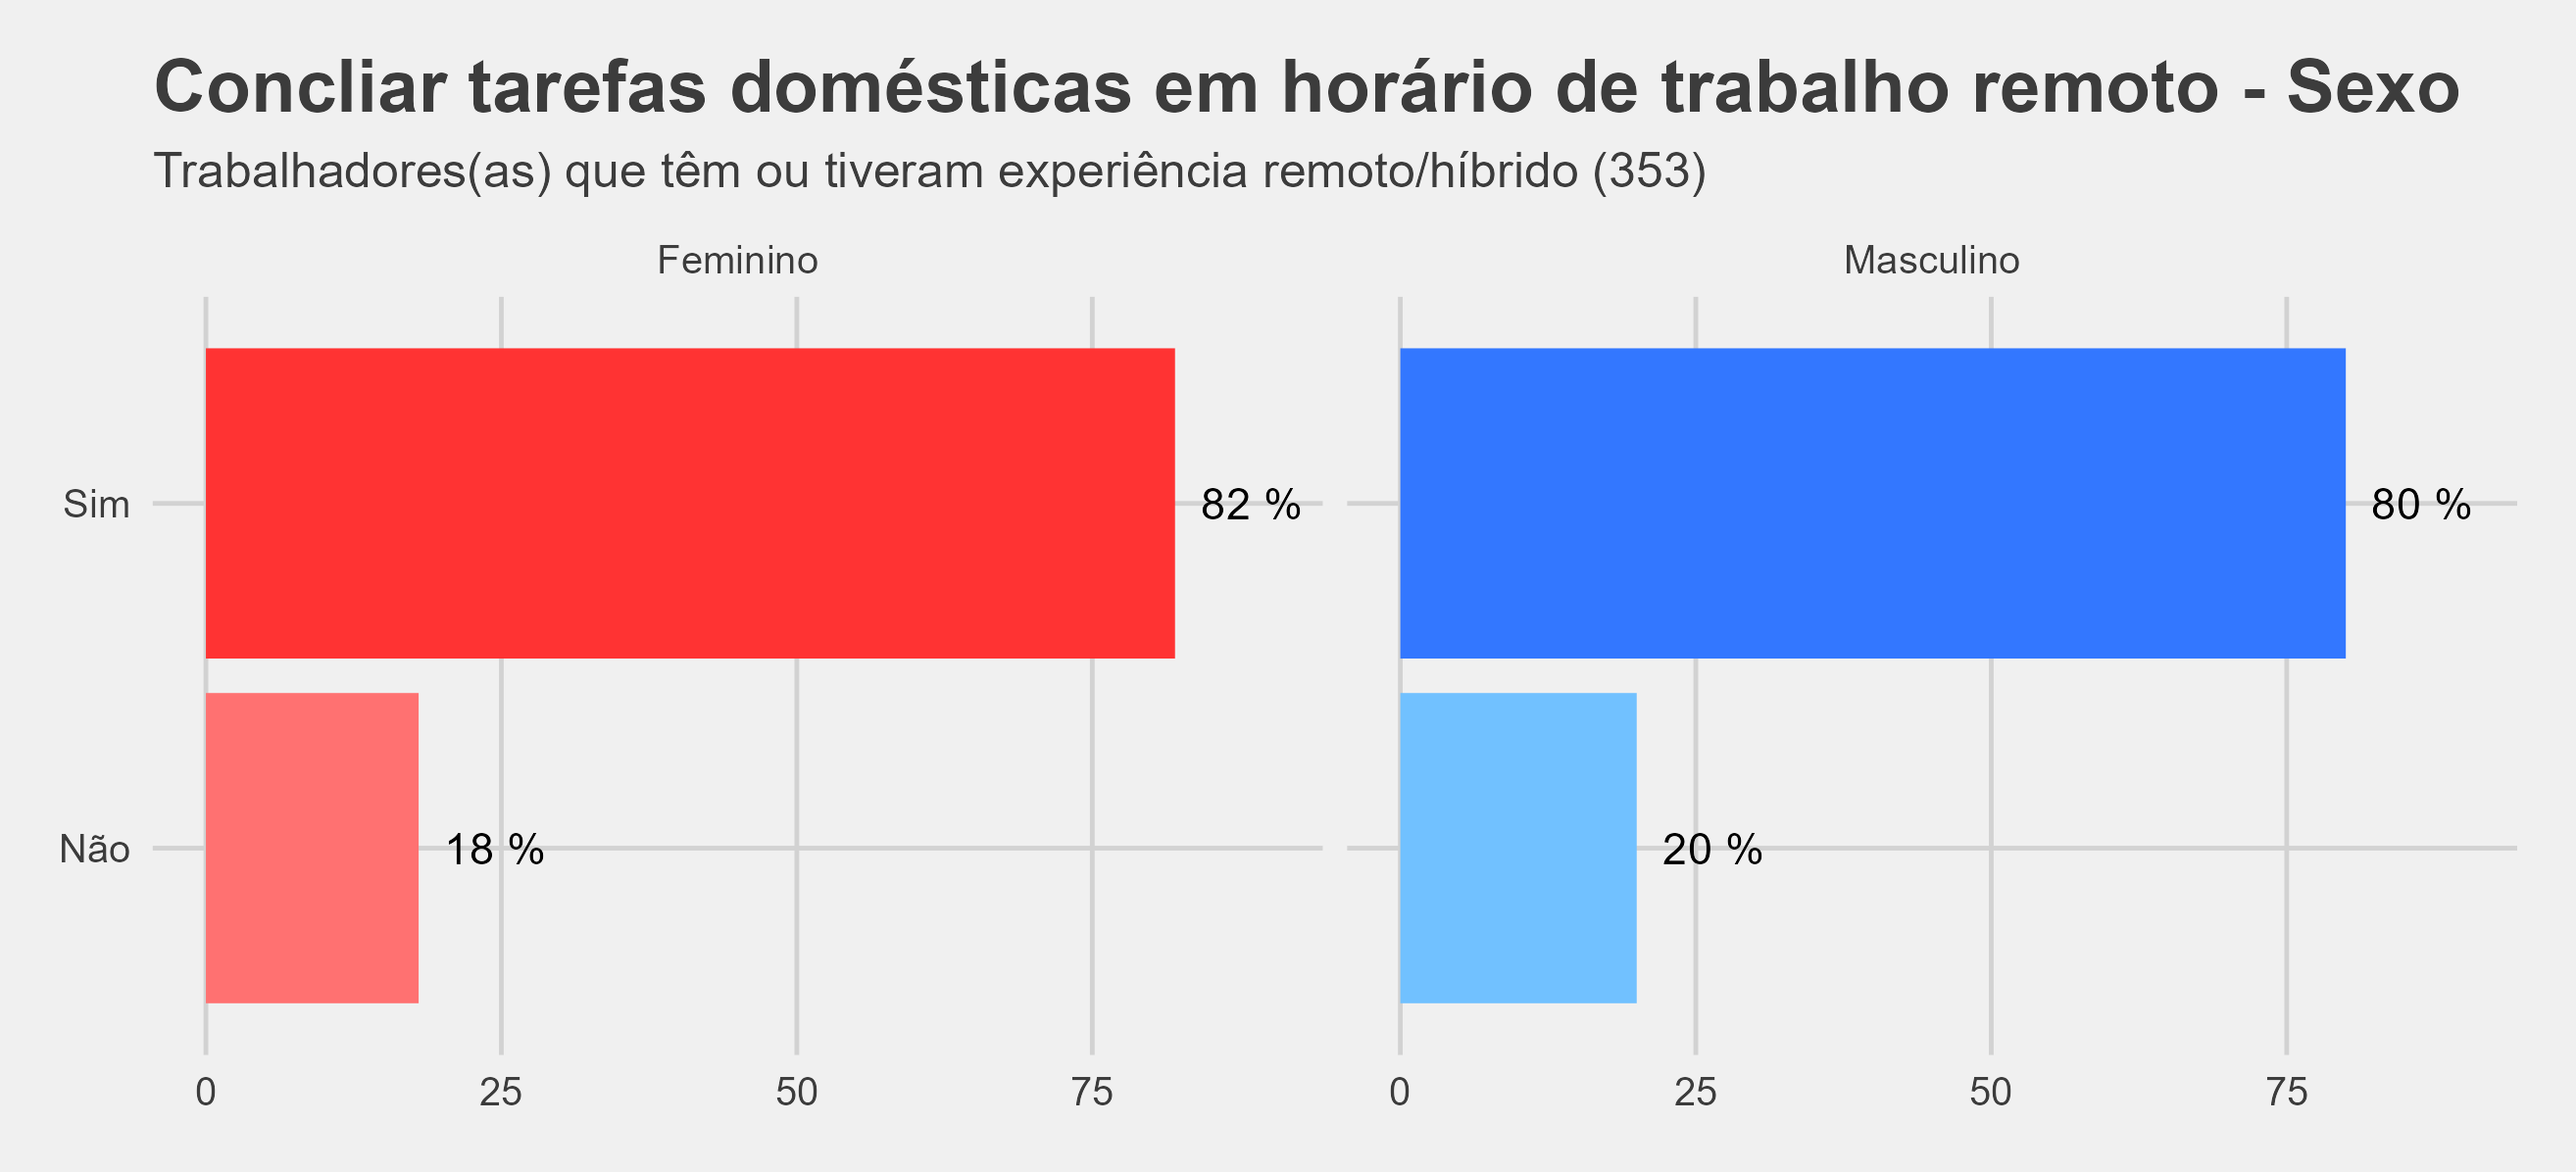 Concliar tarefas domésticas em horário de trabalho remoto - Sexo
Trabalhadores(as) que têm ou tiveram experiência remoto/híbrido (353)
Feminino
Masculino
Sim
82 %
80 %
Não
18 %
20 %
0 25 50 75
0 25 50 75